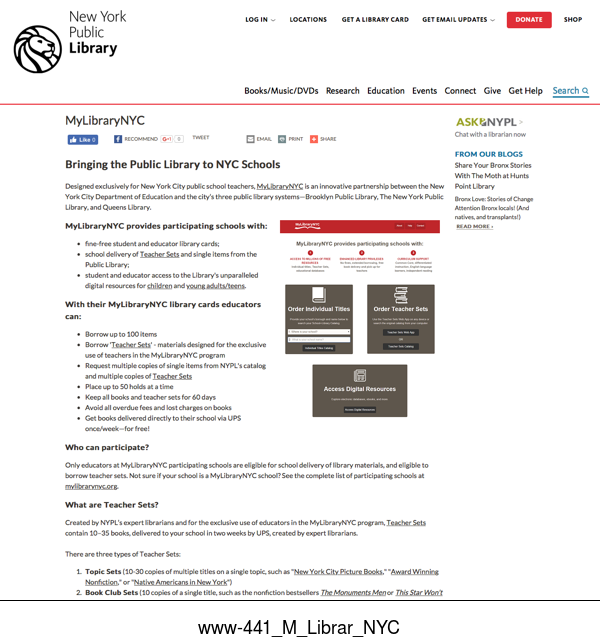 New York
Public
Library
LOG IN
LOCATIONS
GET A LIBRARY CARD
GET EMAIL UPDATES
DONATE
SHOP
Books/Music/DVDs Research Education Events Connect Give Get Help Search
MyLibraryNYC
Like 0
RECOMMEND
G+1 0
TWEET
EMAIL
PRINT
SHARE
Bringing the Public Library to NYC Schools
Designed exclusively for New York City public school teachers, MyLibraryNYC is an innovative partnership between the New
York City Department of Education and the city's three public library systems—Brooklyn Public Library, The New York Public
Library, and Queens Library.
MyLibraryNYC provides participating schools with:
• fine-free student and educator library cards;
• school delivery of Teacher Sets and single items from the
Public Library;
• student and educator access to the Library's unparalleled
digital resources for children and young adults/teens.
With their MyLibraryNYC library cards educators
can:
• Borrow up to 100 items
• Borrow 'Teacher Sets' - materials designed for the exclusive
use of teachers in the MyLibraryNYC program
• Request multiple copies of single items from NYPL's catalog
and multiple copies of Teacher Sets
• Place up to 50 holds at a time
• Keep all books and teacher sets for 60 days
• Avoid all overdue fees and lost charges on books
• Get books delivered directly to their school via UPS
once/week—for free!
MyLibraryNYC provides participating schools with:
Order Individual Titles
Order Teacher Sets
Access Digital Resources
Who can participate?
Only educators at MyLibraryNYC participating schools are eligible for school delivery of librar materials, and eligible to
borrow teacher sets. Not sure if your school is a MyLibraryNYC school? See the complete list of participating schools at
mylibrarynyc.org.
What are Teacher Sets?
Created by NYPL's expert librarians and for the exclusive use of educators in the MyLibraryNYC program, Teacher Sets
contain 10–35 books, delivered to your school in two weeks by UPS, created by expert librarians.
There are three types of Teacher Sets:
1. Topic Sets (10-30 copies of multiple titles on a single topic, such as "New York City Picture Books," "Award Winning
Nonfiction," or "Native Americans in New York")
2. Book Club Sets (10 copies of a single title, such as the nonfiction bestsellers The Monuments Men or This Star Won't
ASK NYPL >
Chat with a librarian now
FROM OUR BLOGS
Share Your Bronx Stories
With The Moth at Hunts
Point Library
Bronx Love: Stories of Change
Attention Bronx locals! (And
natives, and transplants!)
READ MORE ›
www-441_M_Librar_NYC